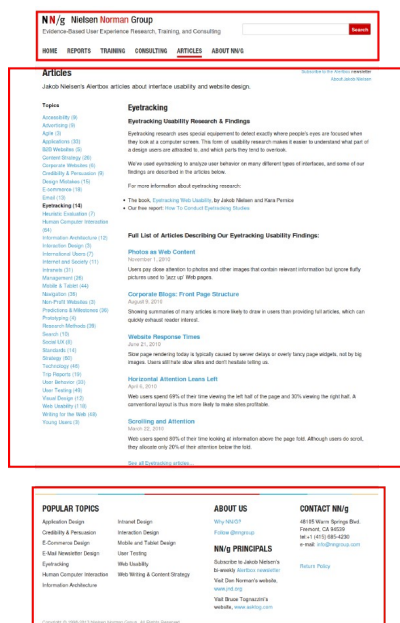 NN/g Nielsen Norman Group
Evidence-Based User Experience Research, Training, and Consulting
Search
HOME REPORTS TRAINING CONSULTING ARTICLES ABOUT NN/G
Articles
Subscribe to the Alertbox newsletter
About Jakob Nielsen
Jakob Nielsen's Alertbox articles about interface usability and website design.
Topics
Accessibility (9)
Advertising (9)
Agile (3)
Applications (30)
B2B Websites (5)
Content Strategy (26)
Corporate Websites (6)
Credibility & Persuasion (9)
Design Mistakes (15)
E-commerce (18)
Email (13)
Eyetracking (14)
Heuristic Evaluation (7)
Human Computer Interaction
(64)
Information Architecture (12)
Interaction Design (3)
International Users (7)
Internet and Society (11)
Intranets (31)
Management (26)
Mobile & Tablet (44)
Navigation (29)
Non-Profit Websites (3)
Predictions & Milestones (38)
Prototyping (4)
Research Methods (39)
Search (10)
Social UX (6)
Standards (14)
Strategy (60)
Technology (46)
Trip Reports (19)
User Behavior (33)
User Testing (49)
Visual Design (12)
Web Usability (119)
Writing for the Web (48)
Young Users (3)
Eyetracking
Eyetracking Usability Research & Findings
Eyetracking research uses special equipment to detect exactly where people's eyes are focused when
they look at a computer screen. This form of usability research makes it easier to understand what part of
a design users are attracted to, and which parts they tend to overlook.
We've used eyetracking to analyze user behavior on many different types of interfaces, and some of our
findings are described in the articles below.
For more information about eyetracking research:
• The book, Eyetracking Web Usability, by Jakob Nielsen and Kara Pernice
• Our free report: How To Conduct Eyetracking Studies
Full List of Articles Describing Our Eyetracking Usability Findings:
Photos as Web Content
November 1, 2010
Users pay close attention to photos and other images that contain relevant information but ignore fluffy
pictures used to "jazz up" Web pages.
Corporate Blogs: Front Page Structure
August 9, 2010
Showing summaries of many articles is more likely to draw in users than providing full articles, which can
quickly exhaust reader interest.
Website Response Times
June 21, 2010
Slow page rendering today is typically caused by server delays or overly fancy page widgets, not by big
images. Users still hate slow sites and don't hesitate telling us.
Horizontal Attention Leans Left
April 6, 2010
Web users spend 69% of their time viewing the left half of the page and 30% viewing the right half. A
conventional layout is thus more likely to make sites profitable.
Scrolling and Attention
March 22, 2010
Web users spend 80% of their time looking at information above the page fold. Although users do scroll,
they allocate only 20% of their attention below the fold.
See all Eyetracking articles...
POPULAR TOPICS
Application Design
Credibility & Persuasion
E-Commerce Design
E-Mail Newsletter Design
Eyetracking
Human Computer Interaction
Information Architecture
Intranet Design
Interaction Design
Mobile and Tablet Design
User Testing
Web Usability
Web Writing & Content Strategy
ABOUT US
Why NN/G?
Follow @nngroup
NN/g PRINCIPALS
Subscribe to Jakob Nielsen's
bi-weekly Alertbox newsletter
Visit Don Norman's website,
www.jnd.org
Visit Bruce Tognazzini's
website, www.asktog.com
CONTACT NN/g
48105 Warm Springs Blvd.
Fremont, CA 94539
tel.+1 (415) 685-4230
e-mail: info@nngroup.com
Return Policy
Copyright © 1998-2012 Nielsen Norman Group. All Rights Reserved.